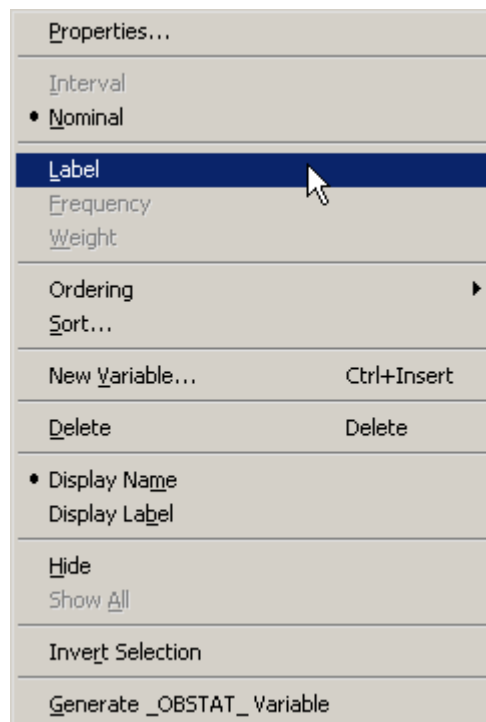 Properties...
Interval
• Nominal
Label
Frequency
Weight
Ordering
Sort...
New Variable... Ctrl+Insert
Delete Delete
• Display Name
Display Label
Hide
Show All
Invert Selection
Generate _OBSTAT_ Variable